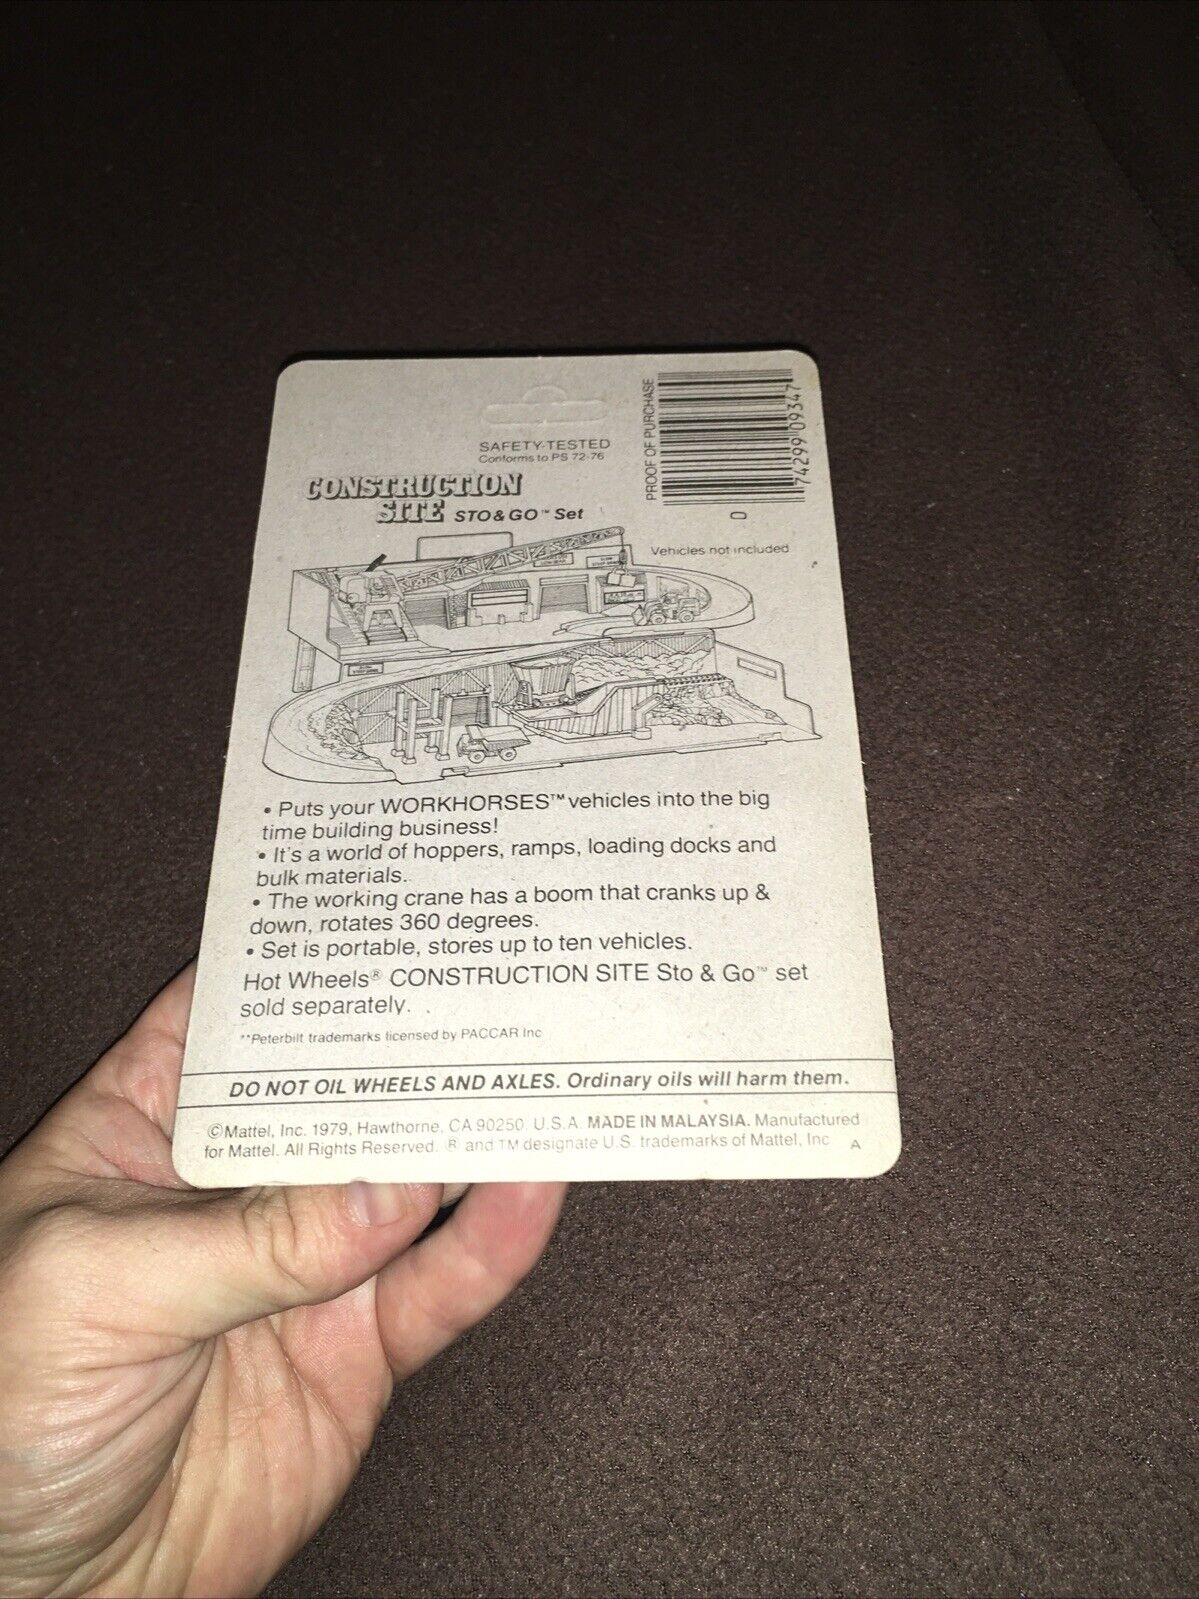 PROOF OF PURCHASE
74299 09347
0
SAFETY-TESTED
Conforms to PS 72-76
CONSTRUCTION
SITE STO & GO™ Set
Vehicles not included
• Puts your WORKHORSES™ vehicles into the big
time building business!
• It's a world of hoppers, ramps, loading docks and
bulk materials.
• The working crane has a boom that cranks up &
down, rotates 360 degrees.
• Set is portable, stores up to ten vehicles.
Hot Wheels® CONSTRUCTION SITE Sto & Go™ set
sold separately.
**Peterbilt trademarks licensed by PACCAR Inc
DO NOT OIL WHEELS AND AXLES. Ordinary oils will harm them.
©Mattel, Inc. 1979, Hawthorne, CA 90250 U.S.A. MADE IN MALAYSIA. Manufactured
for Mattel. All Rights Reserved. ® and TM designate U.S. trademarks of Mattel, Inc A